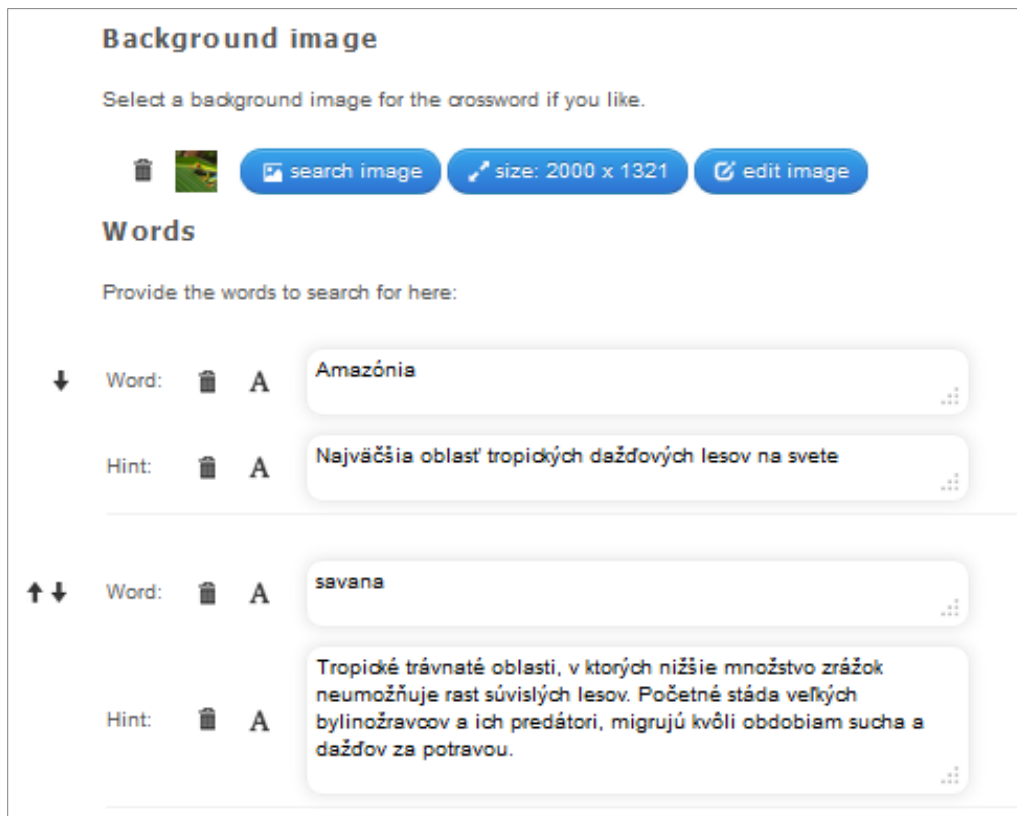 Background image
Select a background image for the crossword if you like.
search image size: 2000 x 1321 edit image
Words
Provide the words to search for here:
Word: A Amazónia
Hint: A Najväčšia oblasť tropických dažďových lesov na svete
Word: A savana
Hint: A Tropické trávnaté oblasti, v ktorých nižšie množstvo zrážok
neumožňuje rast súvislých lesov. Početné stáda veľkých
bylinožravcov a ich predátori, migrujú kvôli obdobiam sucha a
dažďov za potravou.